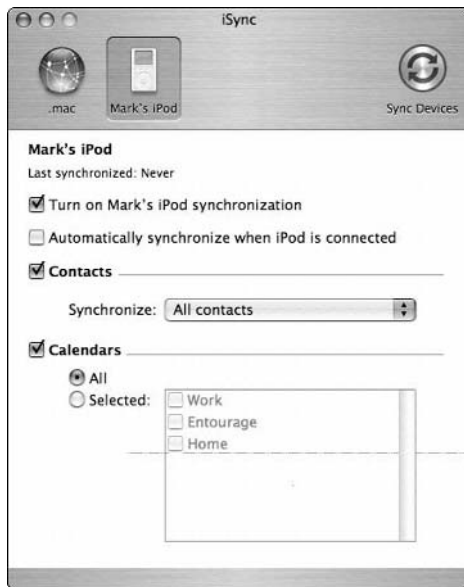 iSync
.mac
Mark's iPod
Sync Devices
Mark's iPod
Last synchronized: Never
Turn on Mark's iPod synchronization
Automatically synchronize when iPod is connected
Contacts
Synchronize: All contacts
Calendars
All
Selected:
Work
Entourage
Home